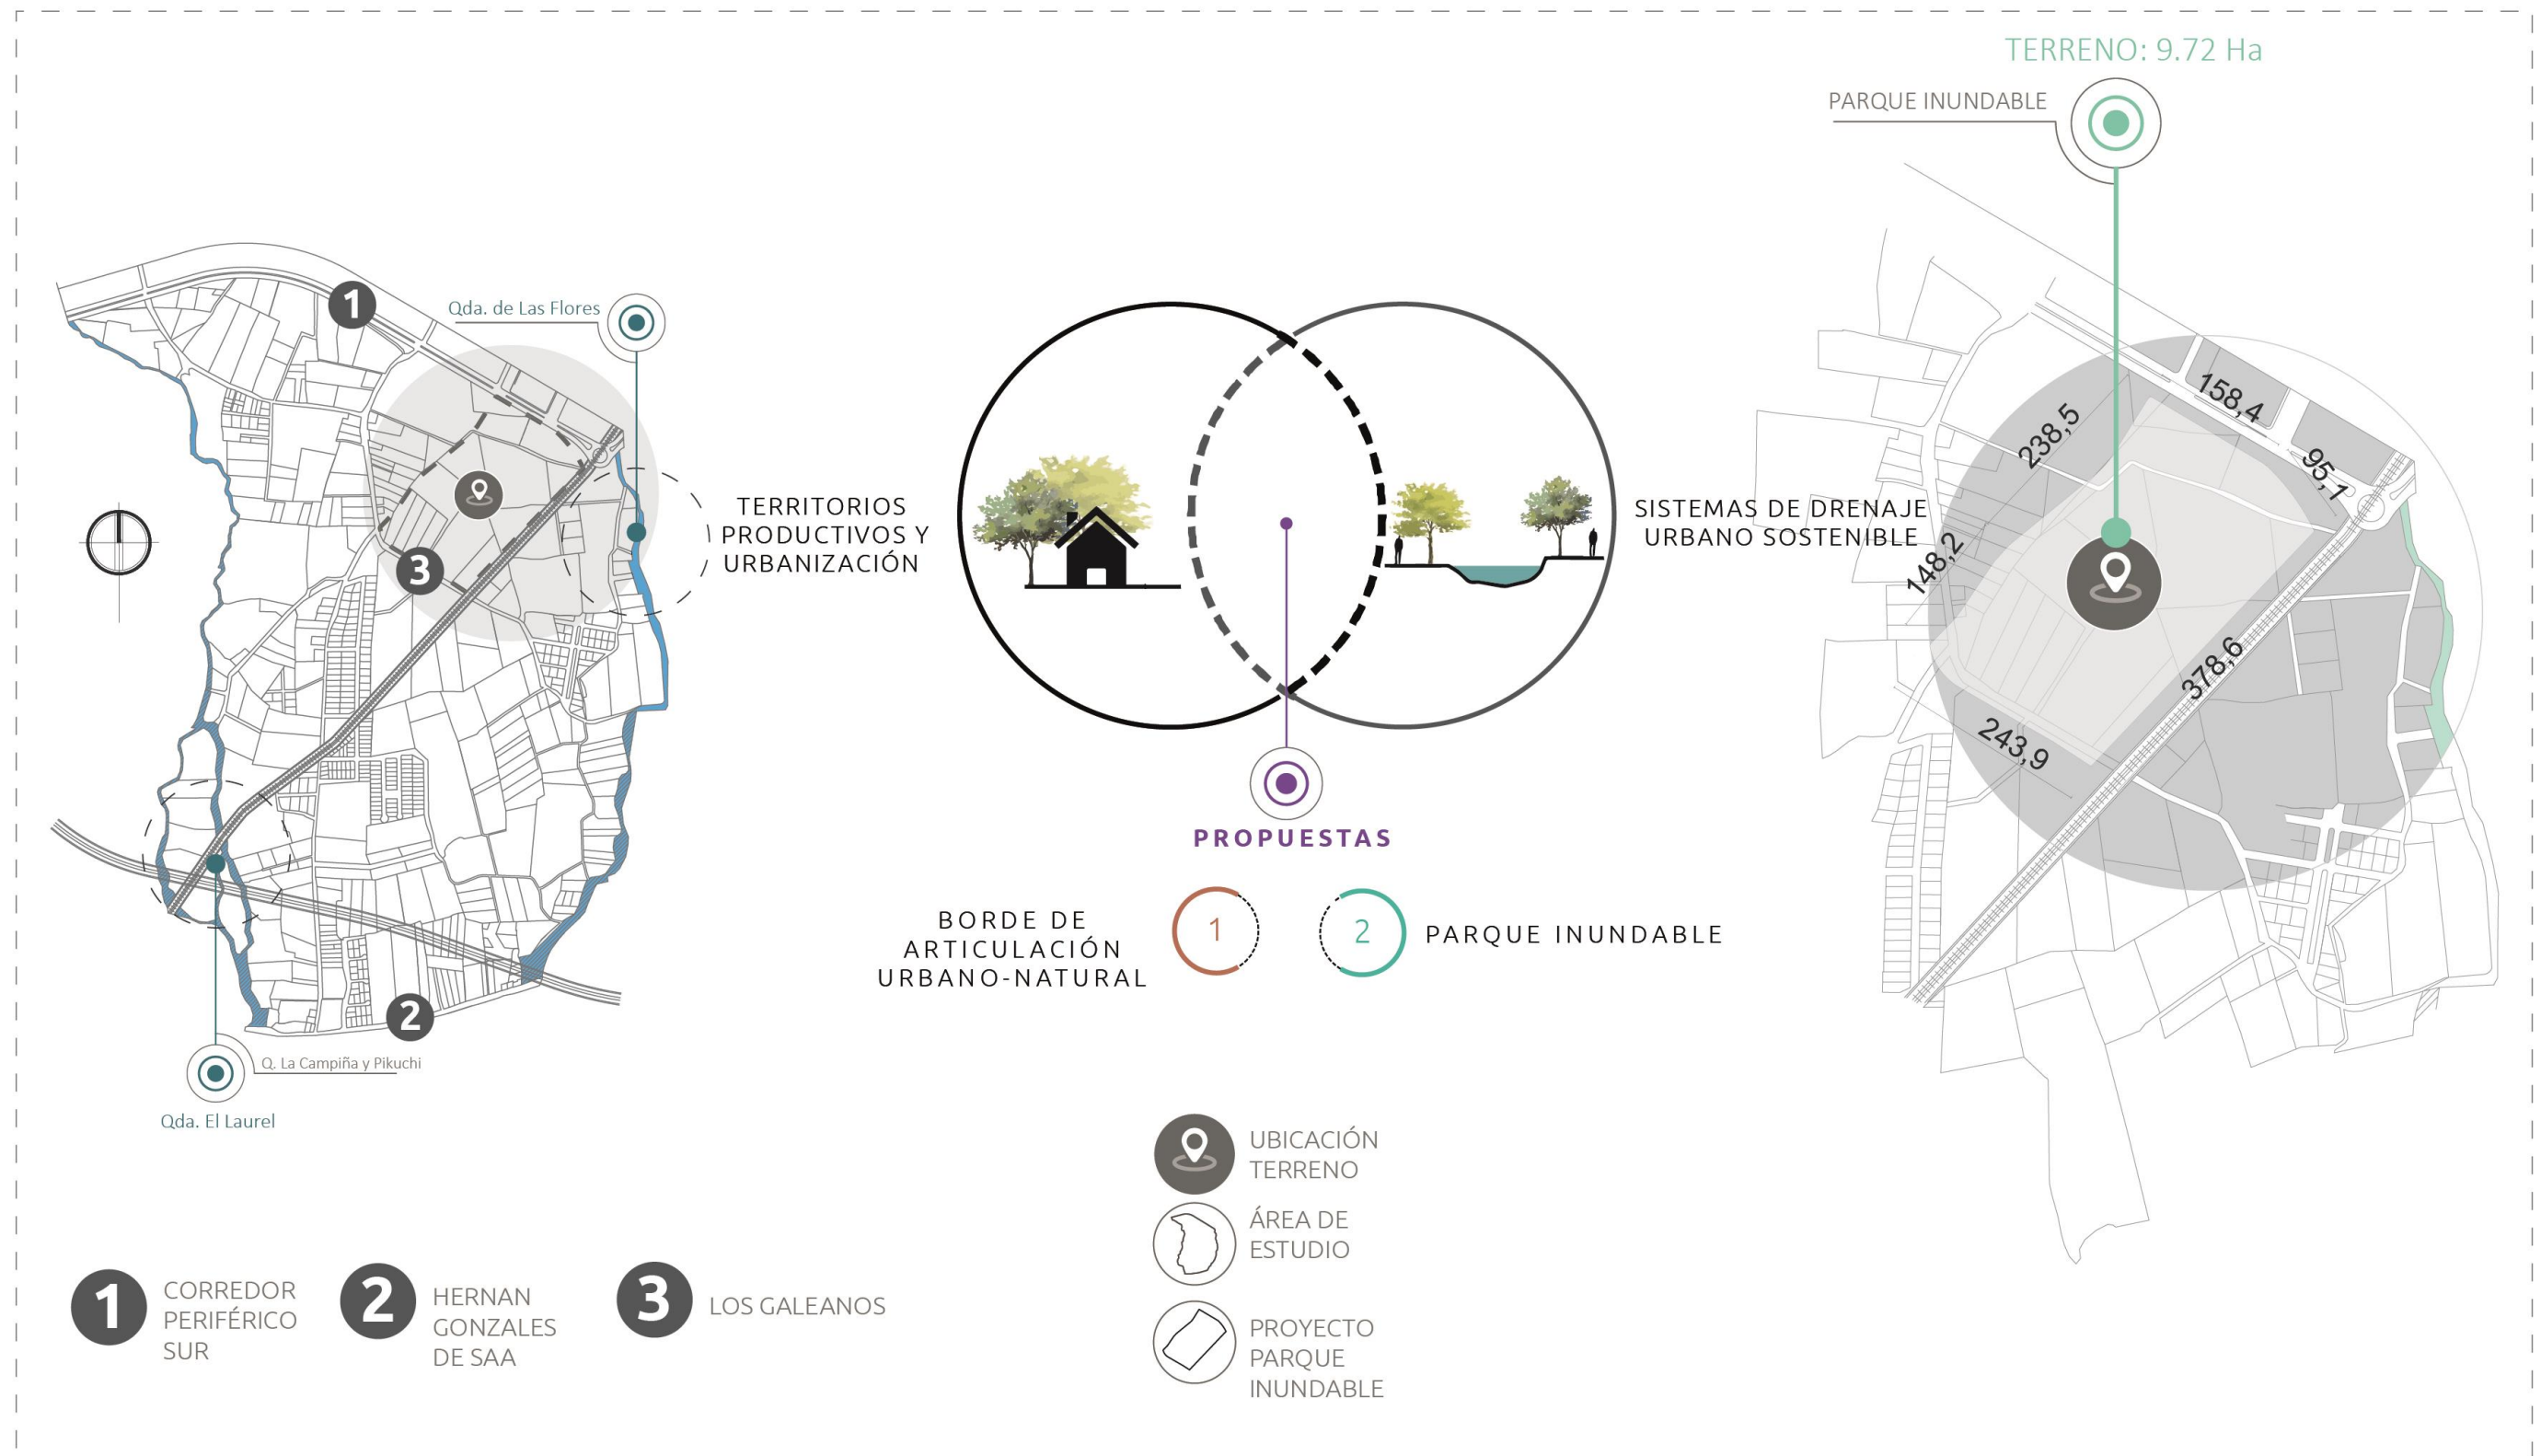 TERRENO: 9.72 Ha
PARQUE INUNDABLE
1
Qda. de Las Flores
3
2
Q. La Campiña y Pikuchi
Qda. El Laurel
TERRITORIOS
PRODUCTIVOS Y
URBANIZACIÓN
SISTEMAS DE DRENAJE
URBANO SOSTENIBLE
PROPUESTAS
BORDE DE
ARTICULACIÓN
URBANO-NATURAL
1
2
PARQUE INUNDABLE
158,4
238,5
95,1
148,2
378,6
243,9
UBICACIÓN
TERRENO
ÁREA DE
ESTUDIO
PROYECTO
PARQUE
INUNDABLE
1
CORREDOR
PERIFÉRICO
SUR
2
HERNAN
GONZALES
DE SAA
3
LOS GALEANOS